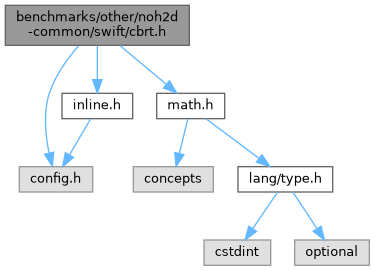 benchmarks/other/noh2d
-common/swift/cbrt.h
inline.h
math.h
config.h
concepts
lang/type.h
cstdint
optional